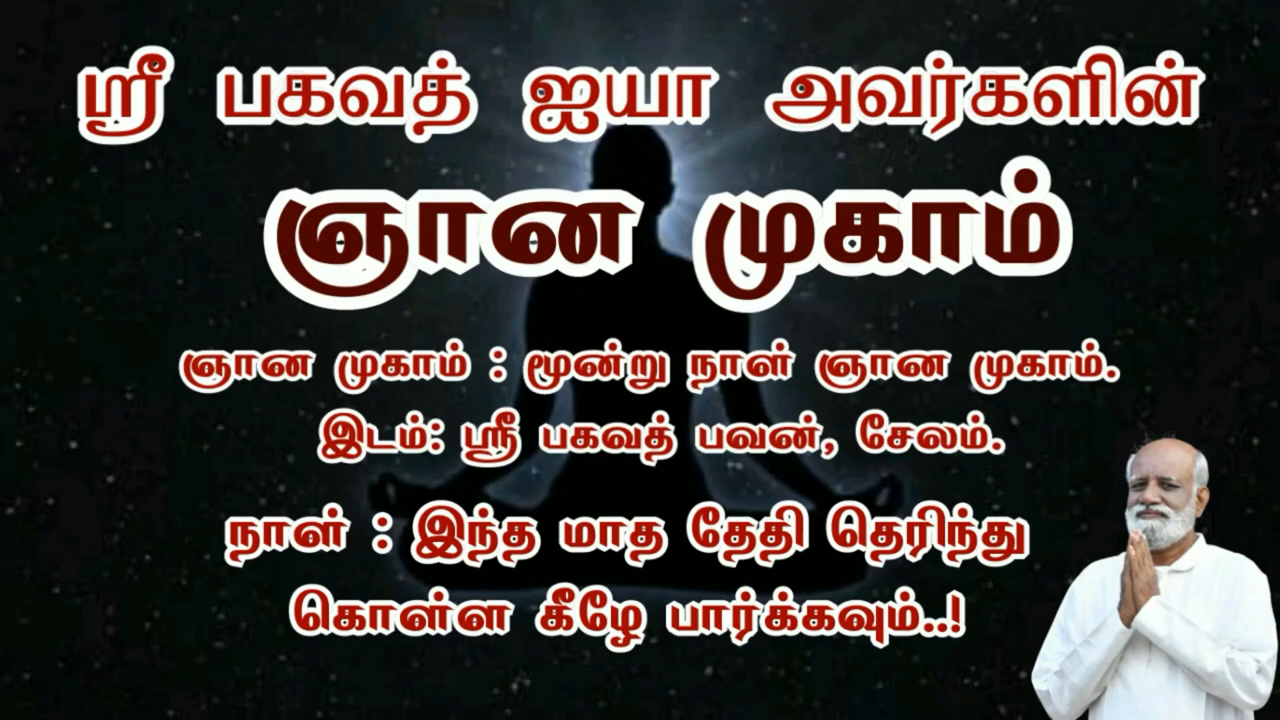 ஸ்ரீ பகவத் ஐயா அவர்களின்
ஞான முகாம்
ஞான முகாம் : மூன்று நாள் ஞான முகாம்.
இடம்: ஸ்ரீ பகவத் பவன், சேலம்.
நாள் : இந்த மாத தேதி தெரிந்து
கொள்ள கீழே பார்க்கவும்..!